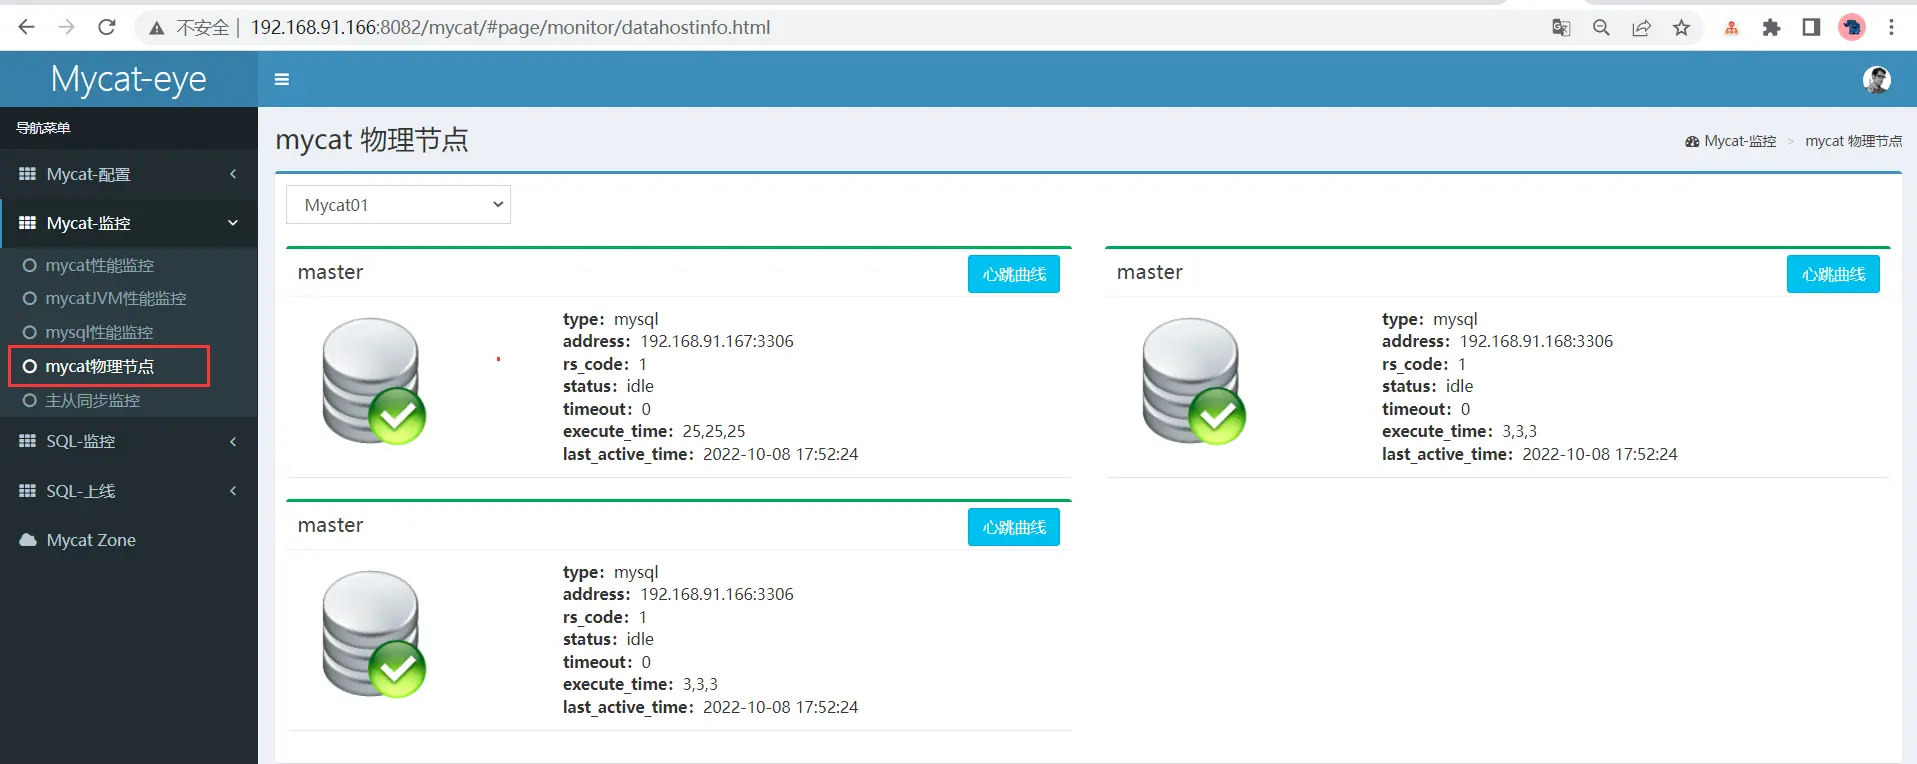 不安全 | 192.168.91.166:8082/mycat/#page/monitor/datahostinfo.html
Mycat-eye
导航菜单
Mycat-配置
Mycat-监控
mycat性能监控
mycatJVM性能监控
mysql性能监控
mycat物理节点
主从同步监控
SQL-监控
SQL-上线
Mycat Zone
mycat 物理节点
Mycat-监控 > mycat 物理节点
Mycat01
master
心跳曲线
type：mysql
address：192.168.91.167:3306
rs_code：1
status：idle
timeout：0
execute_time：25,25,25
last_active_time：2022-10-08 17:52:24
master
心跳曲线
type：mysql
address：192.168.91.168:3306
rs_code：1
status：idle
timeout：0
execute_time：3,3,3
last_active_time：2022-10-08 17:52:24
master
心跳曲线
type：mysql
address：192.168.91.166:3306
rs_code：1
status：idle
timeout：0
execute_time：3,3,3
last_active_time：2022-10-08 17:52:24